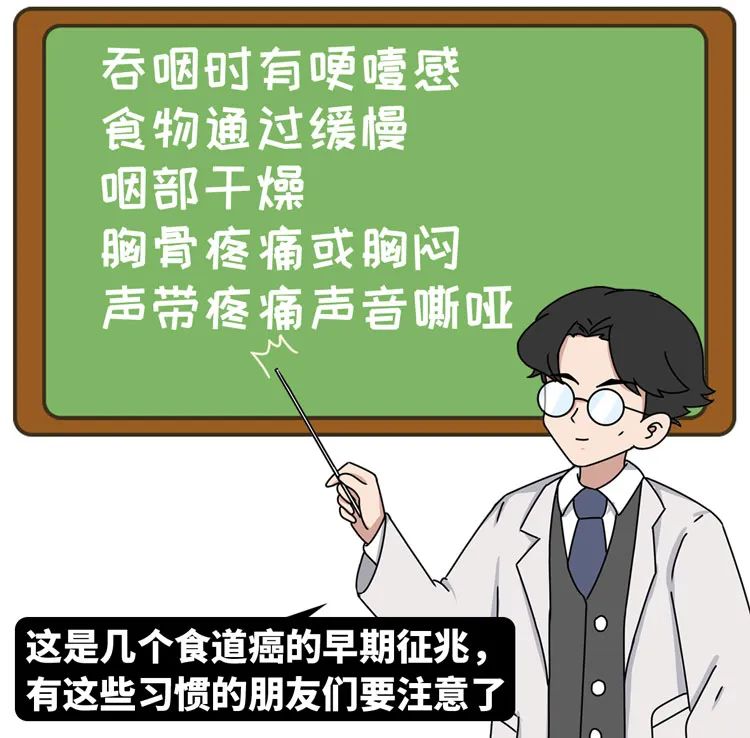 吞咽时有哽噎感
食物通过缓慢
咽部干燥
胸骨疼痛或胸闷
声带疼痛声音嘶哑
这是几个食道癌的早期征兆，
有这些习惯的朋友们要注意了